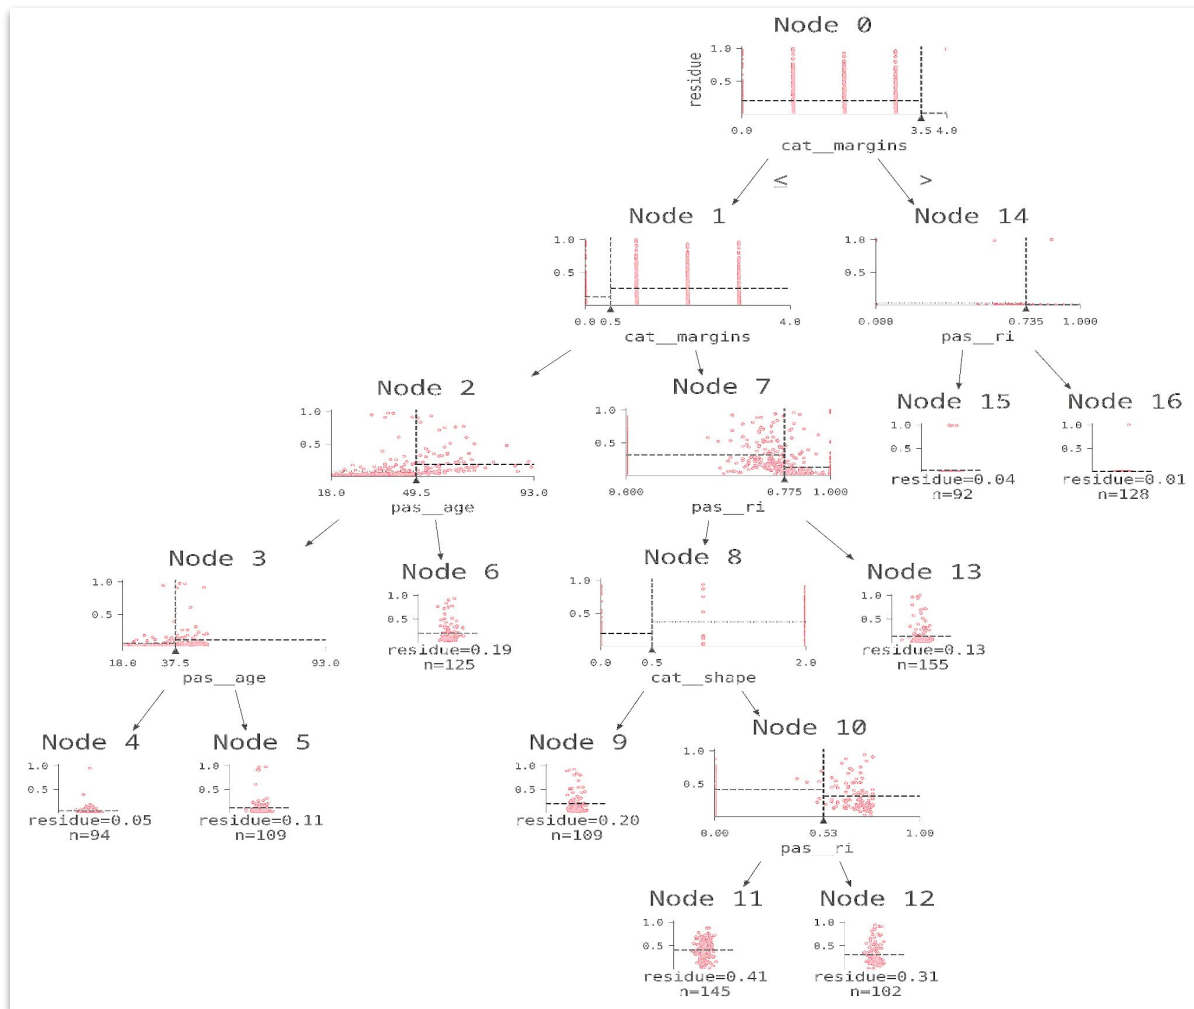 Node 0
1.0
0.5
residue
0.0 3.5 4.0
cat__margins
≤ >
Node 1
1.0
0.5
0.0 0.5 4.0
cat__margins
Node 14
1.0
0.5
0.000 0.735 1.000
pas__ri
Node 2
1.0
0.5
18.0 49.5 93.0
pas__age
Node 7
1.0
0.5
0.000 0.775 1.000
pas__ri
Node 15
1.0
0.5
residue=0.04
n=92
Node 16
1.0
0.5
residue=0.01
n=128
Node 3
1.0
0.5
18.0 37.5 93.0
pas__age
Node 6
1.0
0.5
residue=0.19
n=125
Node 8
1.0
0.5
0.0 0.5 2.0
cat__shape
Node 13
1.0
0.5
residue=0.13
n=155
Node 4
1.0
0.5
residue=0.05
n=94
Node 5
1.0
0.5
residue=0.11
n=109
Node 9
1.0
0.5
residue=0.20
n=109
Node 10
1.0
0.5
0.00 0.53 1.00
pas__ri
Node 11
1.0
0.5
residue=0.41
n=145
Node 12
1.0
0.5
residue=0.31
n=102